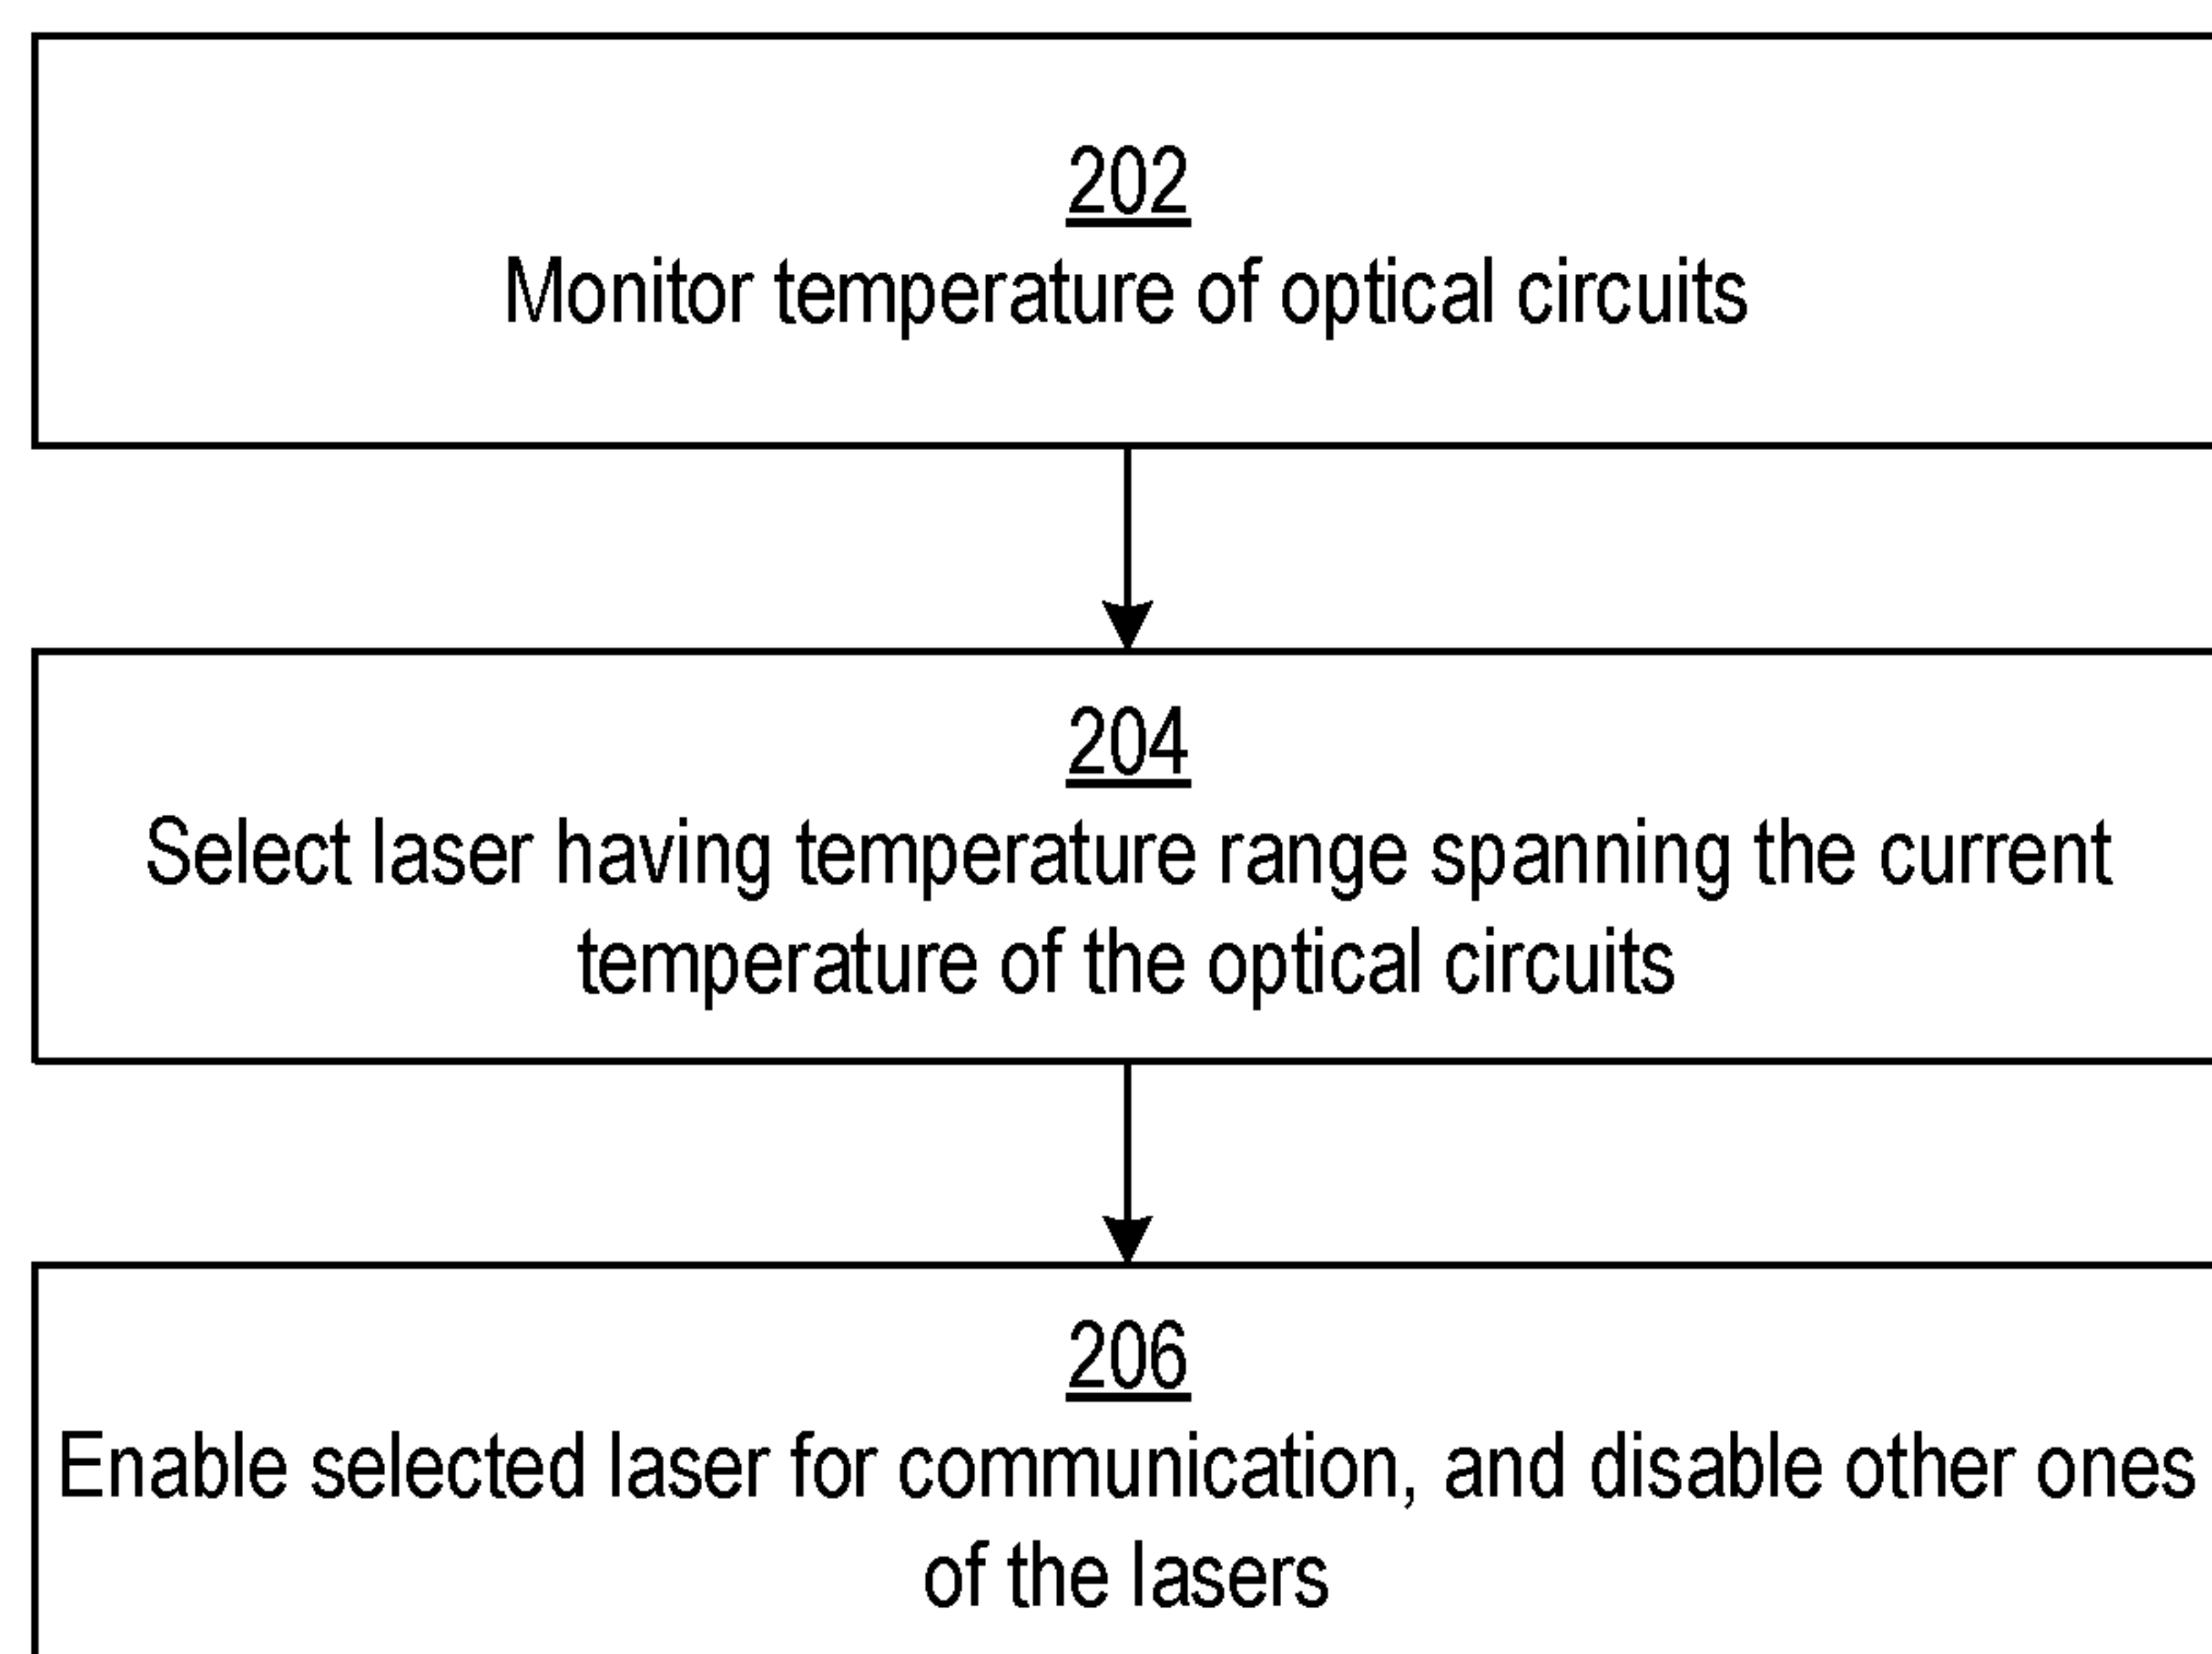 202
Monitor temperature of optical circuits
204
Select laser having temperature range spanning the current
temperature of the optical circuits
206
Enable selected laser for communication, and disable other ones
of the lasers